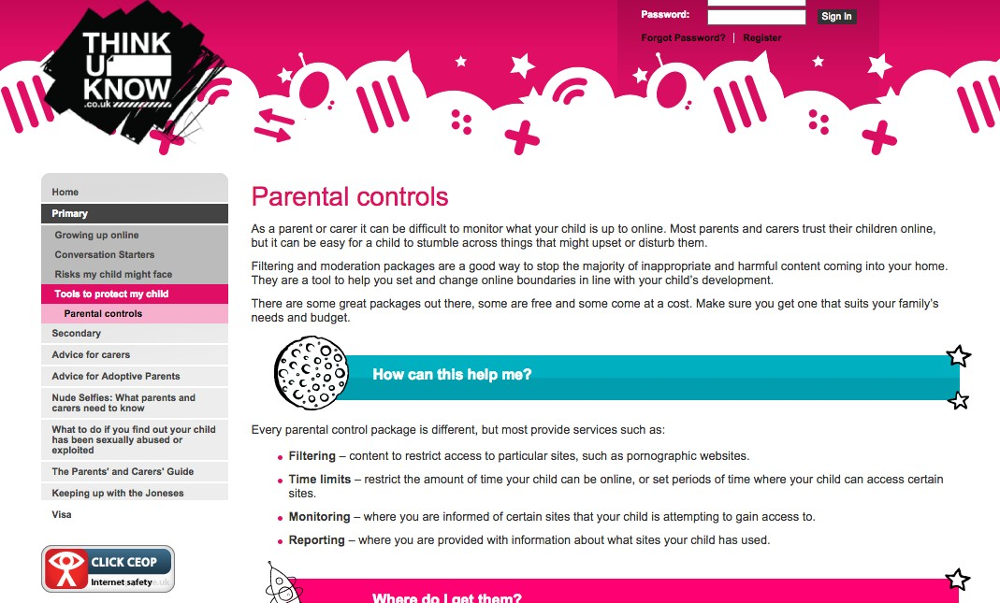 THINK
U
KNOW
.co.uk
Password:
Sign In
Forgot Password? | Register
Home
Primary
Growing up online
Conversation Starters
Risks my child might face
Tools to protect my child
Parental controls
Secondary
Advice for carers
Advice for Adoptive Parents
Nude Selfies: What parents and
carers need to know
What to do if you find out your child
has been sexually abused or
exploited
The Parents' and Carers' Guide
Keeping up with the Joneses
Visa
CLICK CEOP
Internet safety
Parental controls
As a parent or carer it can be difficult to monitor what your child is up to online. Most parents and carers trust their children online,
but it can be easy for a child to stumble across things that might upset or disturb them.
Filtering and moderation packages are a good way to stop the majority of inappropriate and harmful content coming into your home.
They are a tool to help you set and change online boundaries in line with your child’s development.
There are some great packages out there, some are free and some come at a cost. Make sure you get one that suits your family’s
needs and budget.
How can this help me?
Every parental control package is different, but most provide services such as:
• Filtering – content to restrict access to particular sites, such as pornographic websites.
• Time limits – restrict the amount of time your child can be online, or set periods of time where your child can access certain
sites.
• Monitoring – where you are informed of certain sites that your child is attempting to gain access to.
• Reporting – where you are provided with information about what sites your child has used.
Where do I get them?